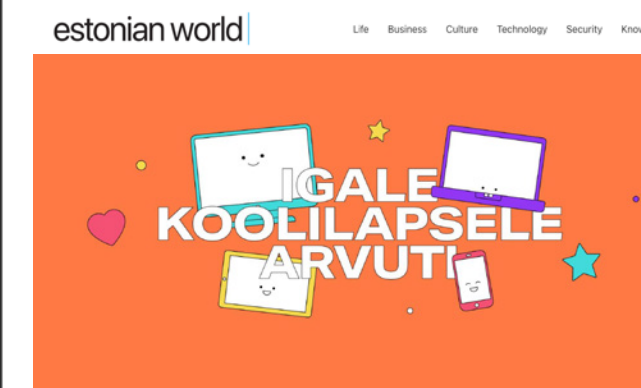 estonian world
Life Business Culture Technology Security
IGALE
KOOLILAPSELE
ARVUTI